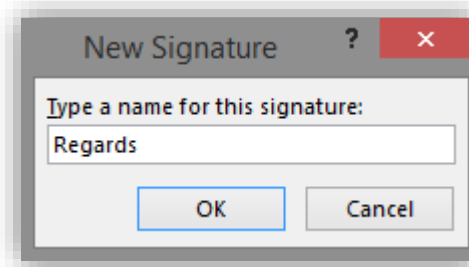 New Signature ? ×
Type a name for this signature:
Regards
OK Cancel